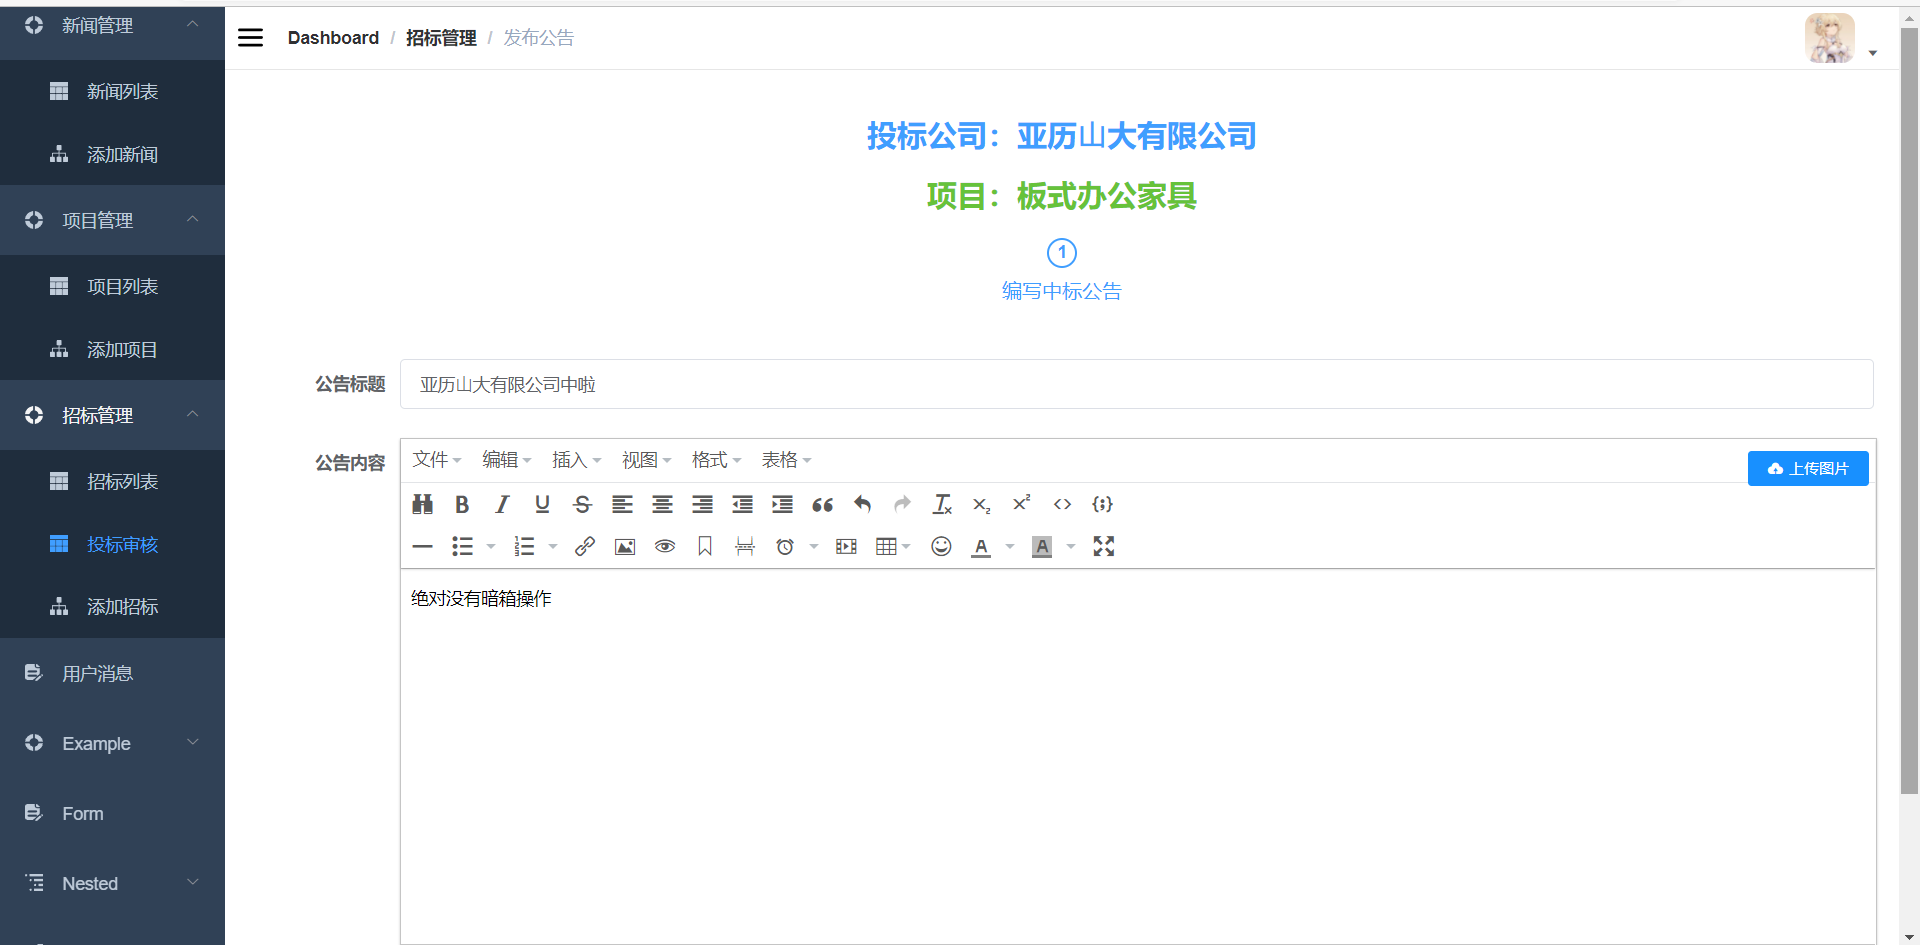 新闻管理
新闻列表
添加新闻
项目管理
项目列表
添加项目
招标管理
招标列表
投标审核
添加招标
用户消息
Example
Form
Nested
Dashboard / 招标管理 / 发布公告
投标公司：亚历山大有限公司
项目：板式办公家具
1
编写中标公告
公告标题 亚历山大有限公司中啦
公告内容
文件 编辑 插入 视图 格式 表格
上传图片
绝对没有暗箱操作